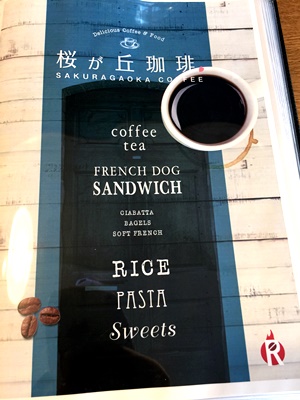 Delicious Coffee & Food
桜が丘珈琲
SAKURAGAOKA COFFEE
coffee
tea
FRENCH DOG
SANDWICH
CIABATTA
BAGELS
SOFT FRENCH
RICE
PASTA
Sweets
R